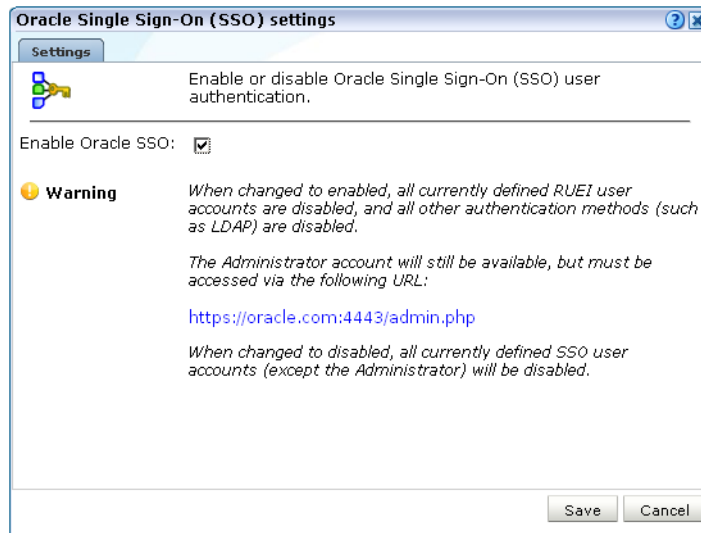 Oracle Single Sign-On (SSO) settings
Settings
Enable or disable Oracle Single Sign-On (SSO) user
authentication.
Enable Oracle SSO:
Warning
When changed to enabled, all currently defined RUEI user
accounts are disabled, and all other authentication methods (such
as LDAP) are disabled.
The Administrator account will still be available, but must be
accessed via the following URL:
https://oracle.com:4443/admin.php
When changed to disabled, all currently defined SSO user
accounts (except the Administrator) will be disabled.
Save Cancel